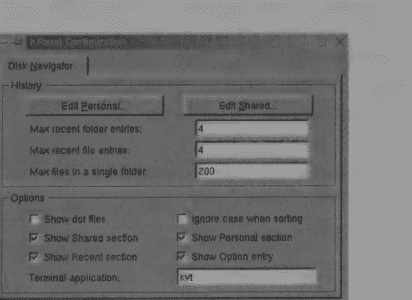 Disk Navigator
History
Edit Personal... Edit Shared...
Max recent folder entries: 4
Max recent file entries: 4
Max files in a single folder: 200
Options
Show dot files Ignore case when sorting
Show Shared section Show Personal section
Show Recent section Show Option entry
Terminal application: kvt